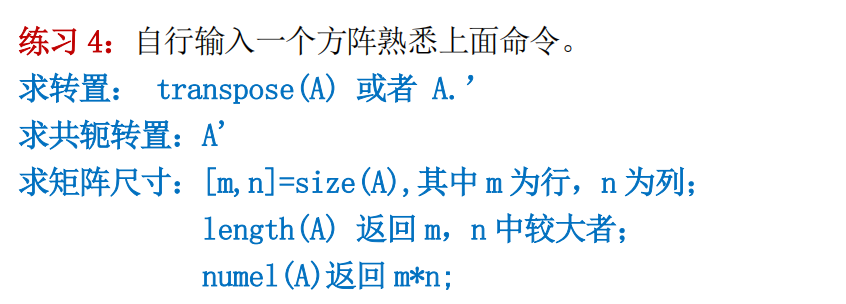 练习 4：自行输入一个方阵熟悉上面命令。
求转置： transpose(A) 或者 A.’
求共轭转置：A'
求矩阵尺寸：[m,n]=size(A),其中 m 为行，n 为列；
length(A) 返回 m，n 中较大者；
numel(A)返回 m*n;